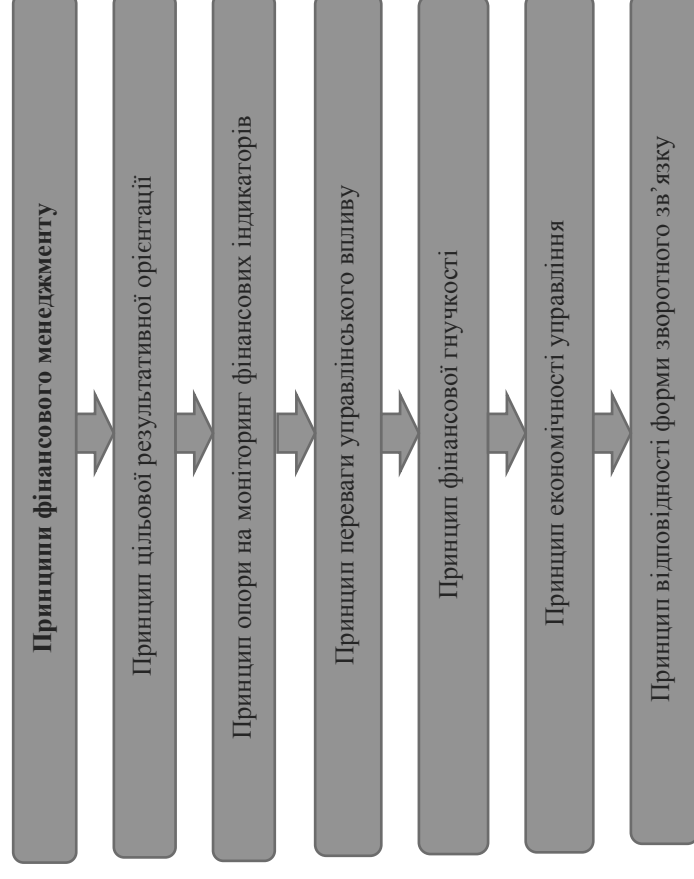 Принципи фінансового менеджменту
Принцип цільової результативної орієнтації
Принцип опори на моніторинг фінансових індикаторів
Принцип переваги управлінського впливу
Принцип фінансової гнучкості
Принцип економічності управління
Принцип відповідності форми зворотного зв’язку